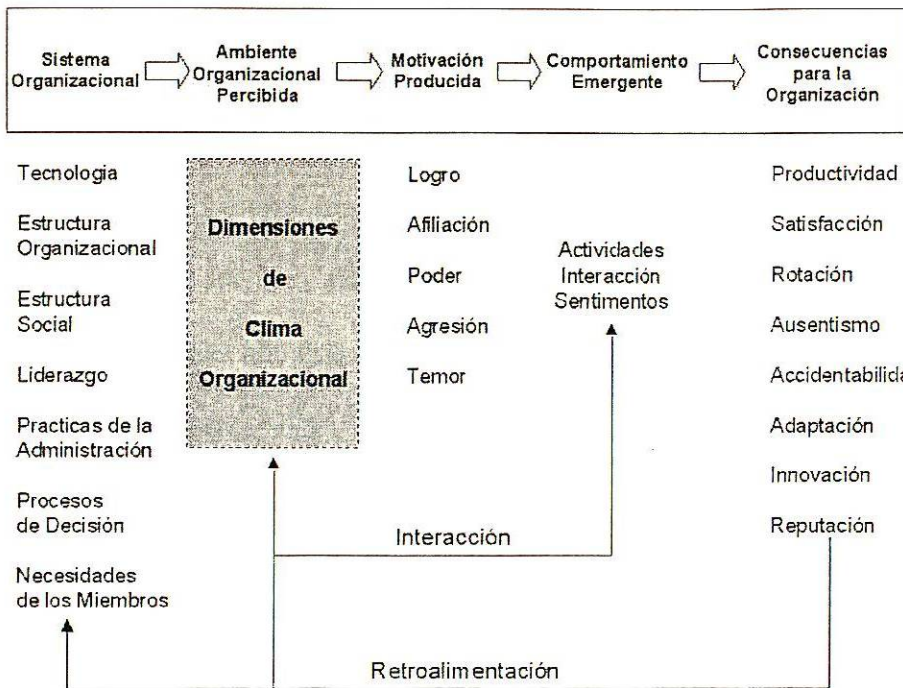 Sistema
Organizacional
Ambiente
Organizacional
Percibida
Motivación
Producida
Comportamiento
Emergente
Consecuencias
para la
Organización
Tecnología
Estructura
Organizacional
Estructura
Social
Liderazgo
Practicas de la
Administración
Procesos
de Decisión
Necesidades
de los Miembros
Dimensiones
de
Clima
Organizacional
Logro
Afiliación
Poder
Agresión
Temor
Actividades
Interacción
Sentimentos
Productividad
Satisfacción
Rotación
Ausentismo
Accidentabilida
Adaptación
Innovación
Reputación
Interacción
Retroalimentación